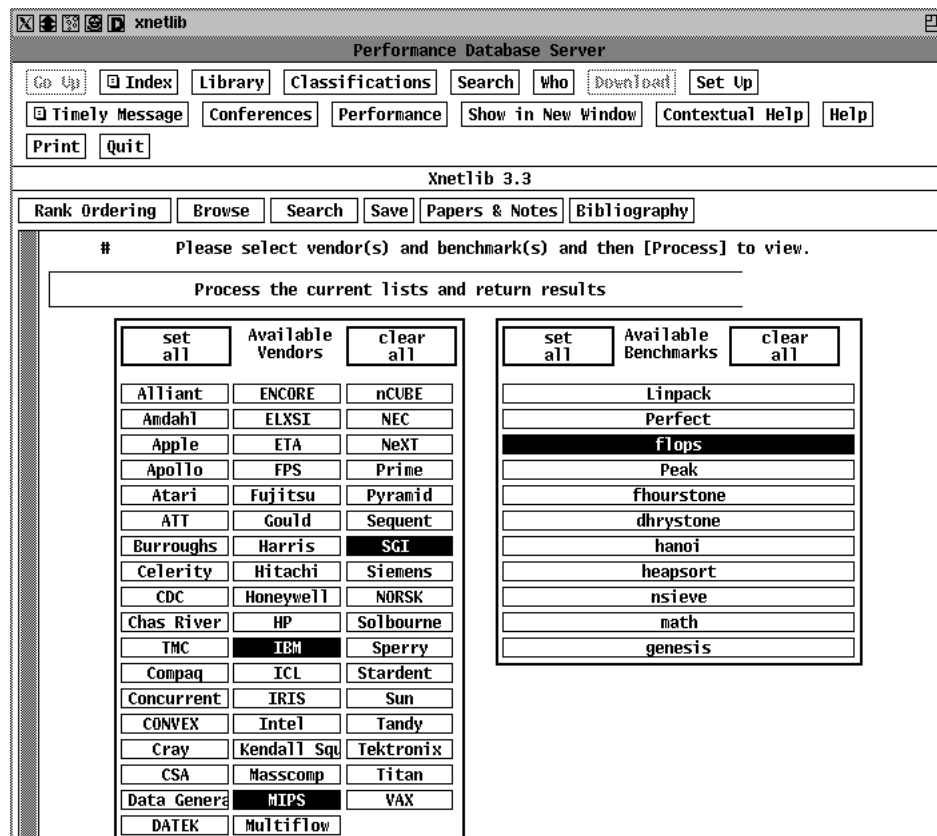 xnetlib
Performance Database Server
Go Up Index Library Classifications Search Who Download Set Up
Timely Message Conferences Performance Show in New Window Contextual Help Help
Print Quit
Xnetlib 3.3
Rank Ordering Browse Search Save Papers & Notes Bibliography
# Please select vendor(s) and benchmark(s) and then [Process] to view.
Process the current lists and return results
set all Available Vendors clear all set all Available Benchmarks clear all
Alliant ENCORE nCUBE Linpack
Amdahl ELXSI NEC Perfect
Apple ETA NeXT flops
Apollo FPS Prime Peak
Atari Fujitsu Pyramid fhourstone
ATT Gould Sequent dhrystone
Burroughs Harris SGI hanoi
Celerity Hitachi Siemens heapsort
CDC Honeywell NORSK nsieve
Chas River HP Solbourne math
TMC IBM Sperry genesis
Compaq ICL Stardent
Concurrent IRIS Sun
CONVEX Intel Tandy
Cray Kendall Squ Tektronix
CSA Masscomp Titan
Data Genera MIPS VAX
DATEK Multiflow